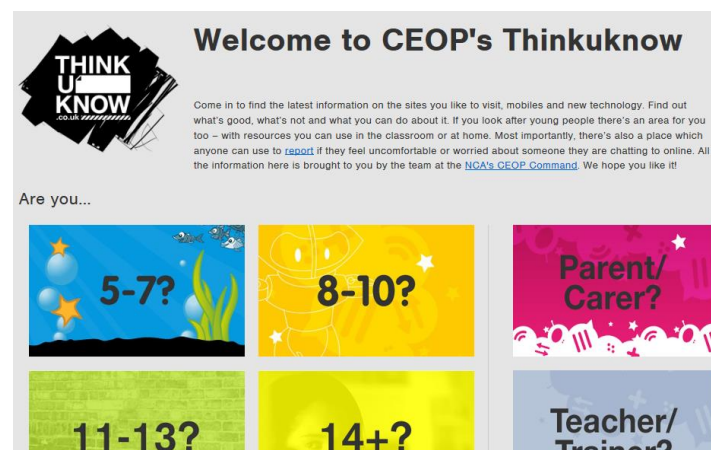 THINK
U
KNOW
.co.uk
Welcome to CEOP's Thinkuknow
Come in to find the latest information on the sites you like to visit, mobiles and new technology. Find out
what's good, what's not and what you can do about it. If you look after young people there's an area for you
too – with resources you can use in the classroom or at home. Most importantly, there's also a place which
anyone can use to report if they feel uncomfortable or worried about someone they are chatting to online. All
the information here is brought to you by the team at the NCA's CEOP Command. We hope you like it!
Are you...
5-7?
8-10?
Parent/
Carer?
11-13?
14+?
Teacher/
Trainer?